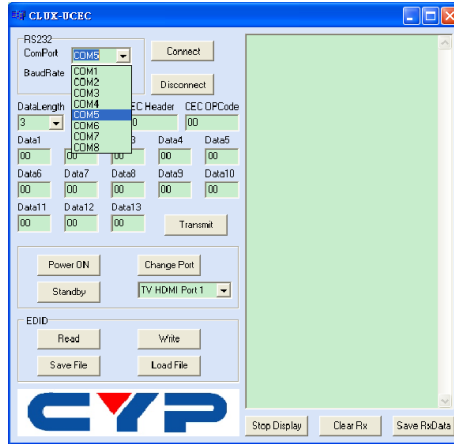 CLUX-UCEC
RS232
ComPort
COM5
Connect
BaudRate
COM1
COM2
COM3
COM4
COM5
COM6
COM7
COM8
Disconnect
DataLength
EC Header
CEC OPCode
3
0
00
Data1
3
Data4
Data5
00
00
00
00
00
Data6 Data7 Data8 Data9 Data10
00 00 00 00 00
Data11 Data12 Data13
00 00 00
Transmit
Power ON
Change Port
Standby
TV HDMI Port 1
EDID
Read
Write
Save File
Load File
CYP
Stop Display
Clear Rx
Save RxData